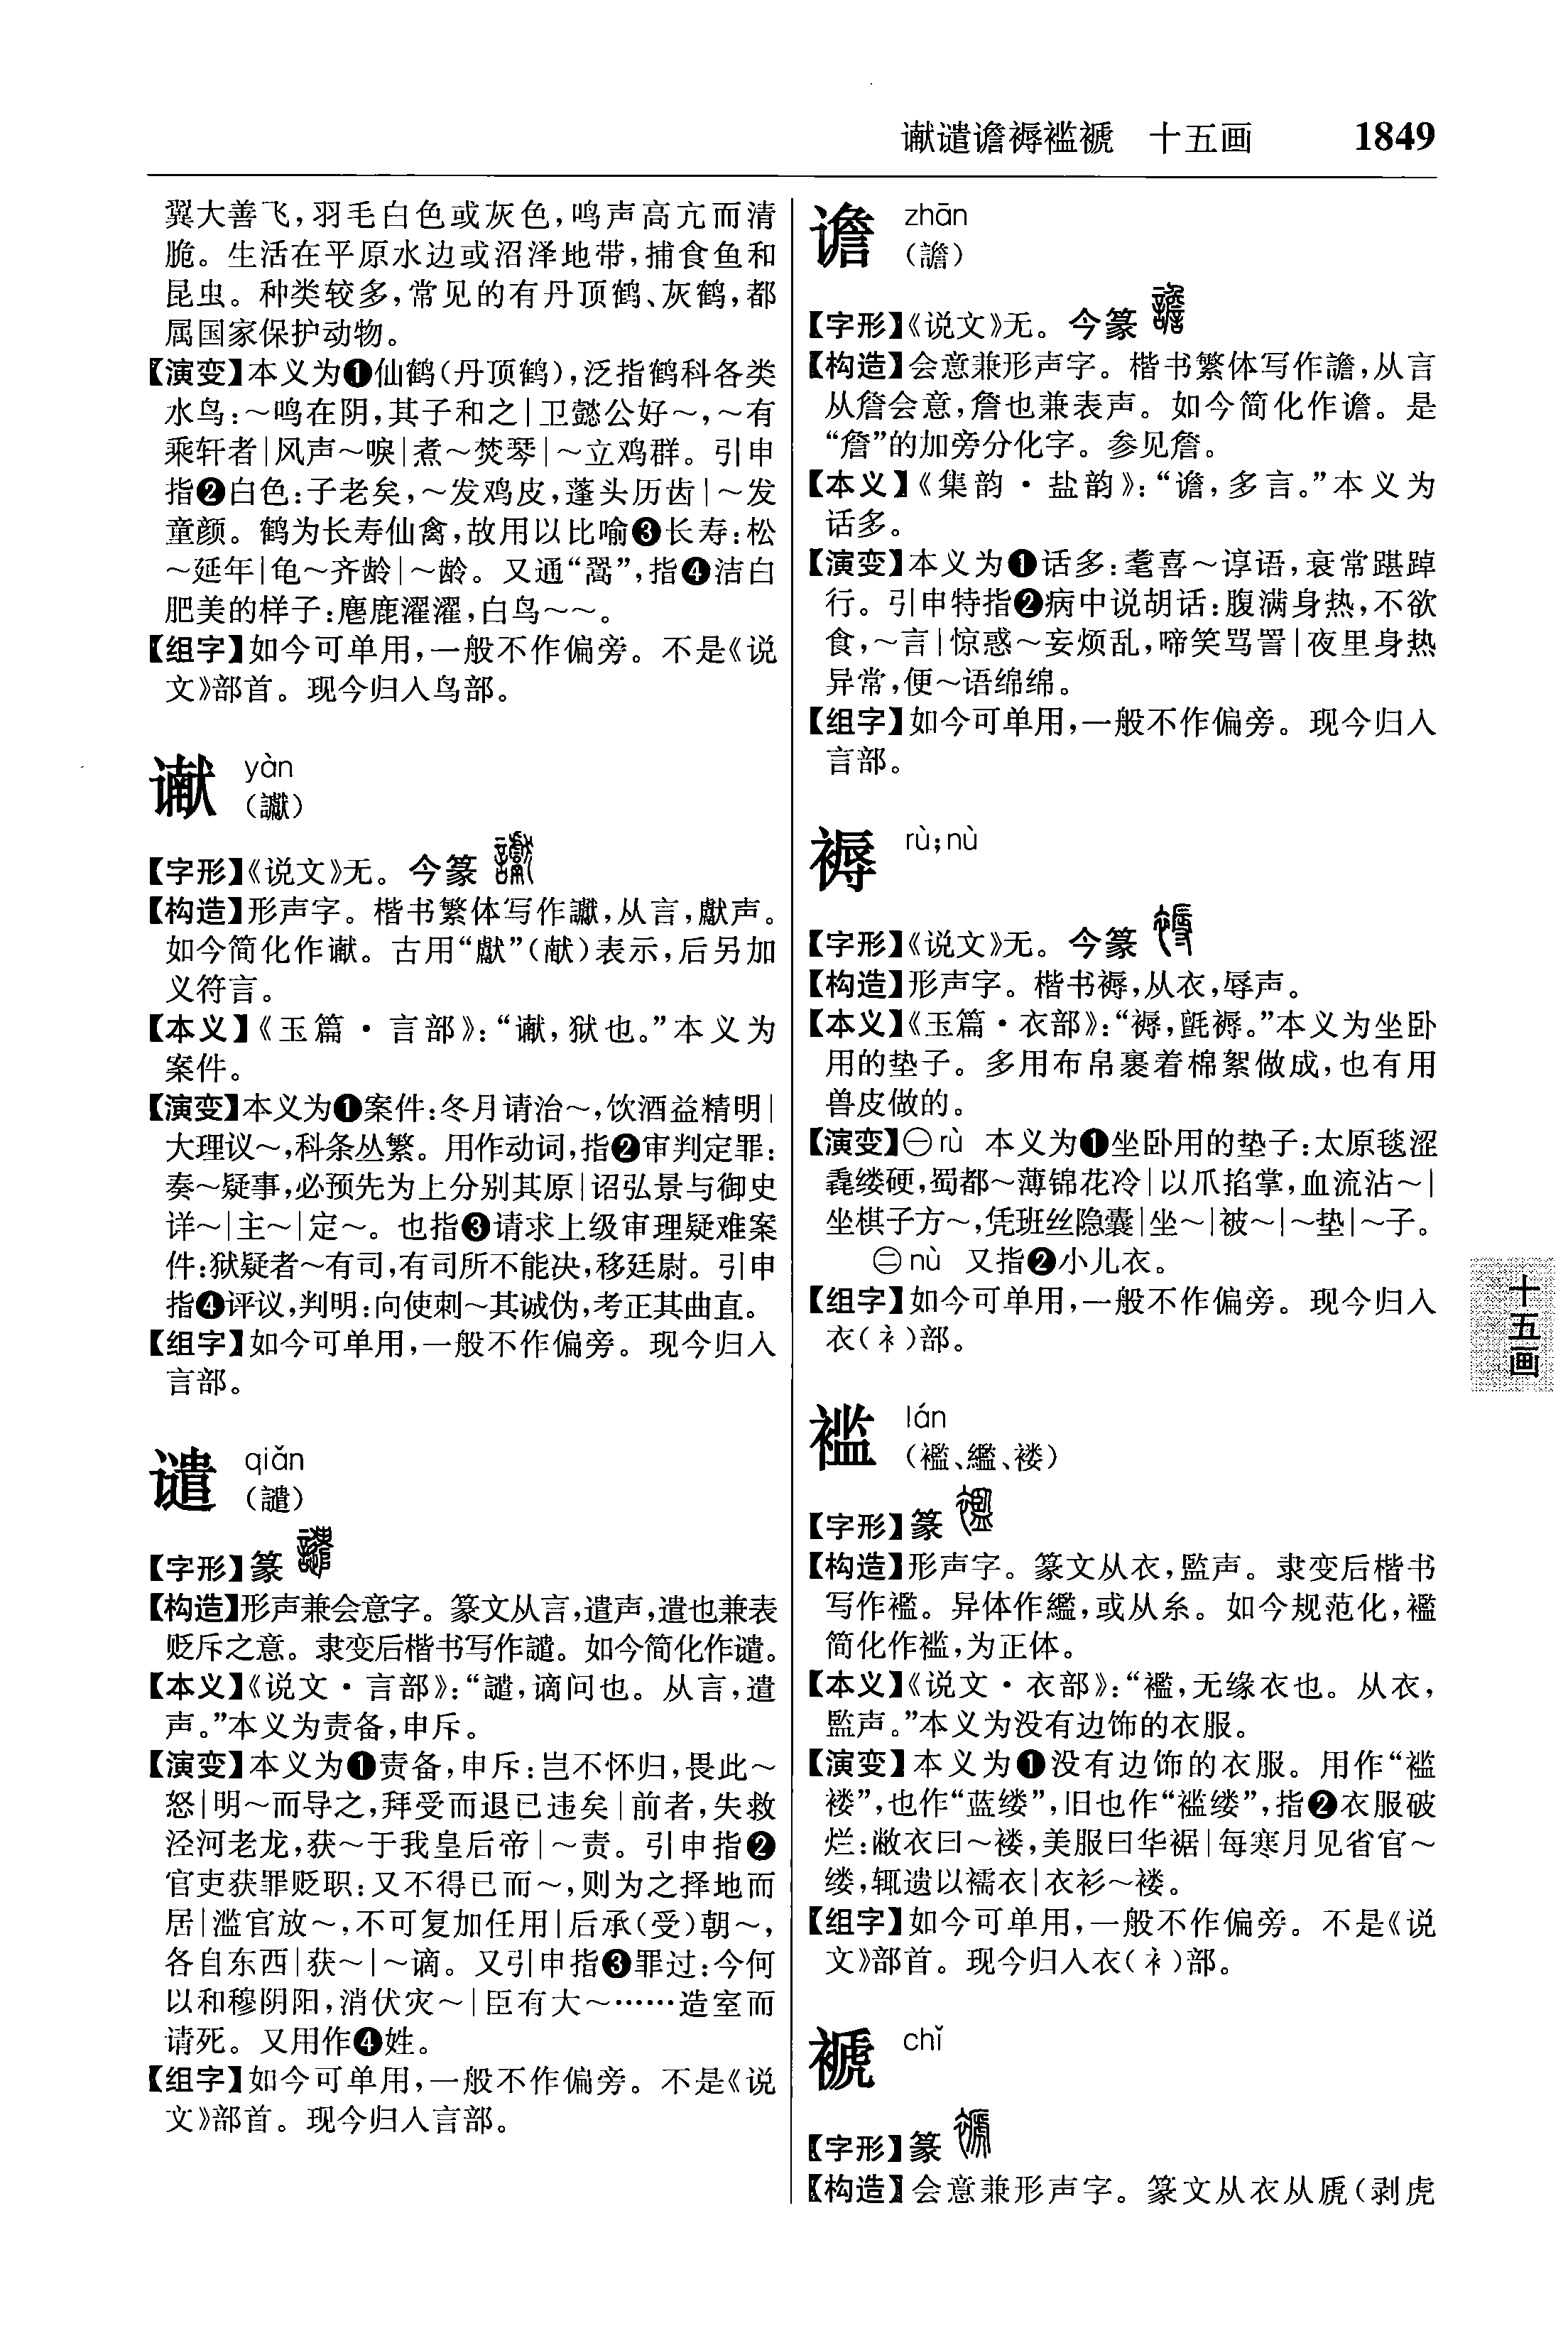 谳谴谵褥褴褫　十五画　1849
翼大善飞,羽毛白色或灰色,鸣声高亢而清
脆。生活在平原水边或沼泽地带,捕食鱼和
昆虫。种类较多,常见的有丹顶鹤、灰鹤,都
属国家保护动物。
【演变】本义为❶仙鹤(丹顶鹤),泛指鹤科各类
水鸟:～鸣在阴,其子和之|卫懿公好～,～有
乘轩者|风声～唳|煮～焚琴|～立鸡群。引申
指❷白色:子老矣,～发鸡皮,蓬头历齿|～发
童颜。鹤为长寿仙禽,故用以比喻❸长寿:松
～延年|龟～齐龄|～龄。又通“翯”,指❹洁白
肥美的样子:麀鹿濯濯,白鸟～～。
【组字】如今可单用,一般不作偏旁。不是《说
文》部首。现今归入鸟部。
谳 yàn
(讞)
【字形】《说文》无。今篆
【构造】形声字。楷书繁体写作讞,从言,獻声。
如今简化作谳。古用“獻”(献)表示,后另加
义符言。
【本义】《玉篇·言部》:“谳,狱也。”本义为
案件。
【演变】本义为❶案件:冬月请治～,饮酒益精明|
大理议～,科条丛繁。用作动词,指❷审判定罪:
奏～疑事,必预先为上分别其原|诏弘景与御史
详～|主～|定～。也指❸请求上级审理疑难案
件:狱疑者～有司,有司所不能决,移廷尉。引申
指❹评议,判明:向使刺～其诚伪,考正其曲直。
【组字】如今可单用,一般不作偏旁。现今归入
言部。
谴 qiǎn
(譴)
【字形】篆
【构造】形声兼会意字。篆文从言,遣声,遣也兼表
贬斥之意。隶变后楷书写作譴。如今简化作谴。
【本义】《说文·言部》:“譴,谪问也。从言,遣
声。”本义为责备,申斥。
【演变】本义为❶责备,申斥:岂不怀归,畏此～
怒|明～而导之,拜受而退已违矣|前者,失救
泾河老龙,获～于我皇后帝|～责。引申指❷
官吏获罪贬职:又不得已而～,则为之择地而
居|滥官放～,不可复加任用|后承(受)朝～,
各自东西|获～|～谪。又引申指❸罪过:今何
以和穆阴阳,消伏灾～|臣有大～……造室而
请死。又用作❹姓。
【组字】如今可单用,一般不作偏旁。不是《说
文》部首。现今归入言部。
谵 zhān
(譫)
【字形】《说文》无。今篆
【构造】会意兼形声字。楷书繁体写作譫,从言
从詹会意,詹也兼表声。如今简化作谵。是
“詹”的加旁分化字。参见詹。
【本义】《集韵·盐韵》:“谵,多言。”本义为
话多。
【演变】本义为❶话多:耄喜～谆语,衰常踸踔
行。引申特指❷病中说胡话:腹满身热,不欲
食,～言|惊惑～妄烦乱,啼笑骂詈|夜里身热
异常,便～语绵绵。
【组字】如今可单用,一般不作偏旁。现今归入
言部。
褥 rù;nù
【字形】《说文》无。今篆
【构造】形声字。楷书褥,从衣,辱声。
【本义】《玉篇·衣部》:“褥,氈褥。”本义为坐卧
用的垫子。多用布帛裹着棉絮做成,也有用
兽皮做的。
【演变】㊀rù 本义为❶坐卧用的垫子:太原毯涩
毳缕硬,蜀都～薄锦花冷|以爪掐掌,血流沾～|
坐棋子方～,凭班丝隐囊|坐～|被～|～垫|～子。
㊁nù 又指❷小儿衣。
【组字】如今可单用,一般不作偏旁。现今归入
衣(衤)部。
褴 lán
(襤、繿、褛)
【字形】篆
【构造】形声字。篆文从衣,監声。隶变后楷书
写作襤。异体作繿,或从糸。如今规范化,襤
简化作褴,为正体。
【本义】《说文·衣部》:“襤,无缘衣也。从衣,
監声。”本义为没有边饰的衣服。
【演变】本义为❶没有边饰的衣服。用作“褴
褛”,也作“蓝缕”,旧也作“褴缕”,指❷衣服破
烂:敝衣曰～褛,美服曰华裾|每寒月见省官～
缕,辄遗以襦衣|衣衫～褛。
【组字】如今可单用,一般不作偏旁。不是《说
文》部首。现今归入衣(衤)部。
褫 chǐ
【字形】篆
【构造】会意兼形声字。篆文从衣从虒(剥虎
十五画